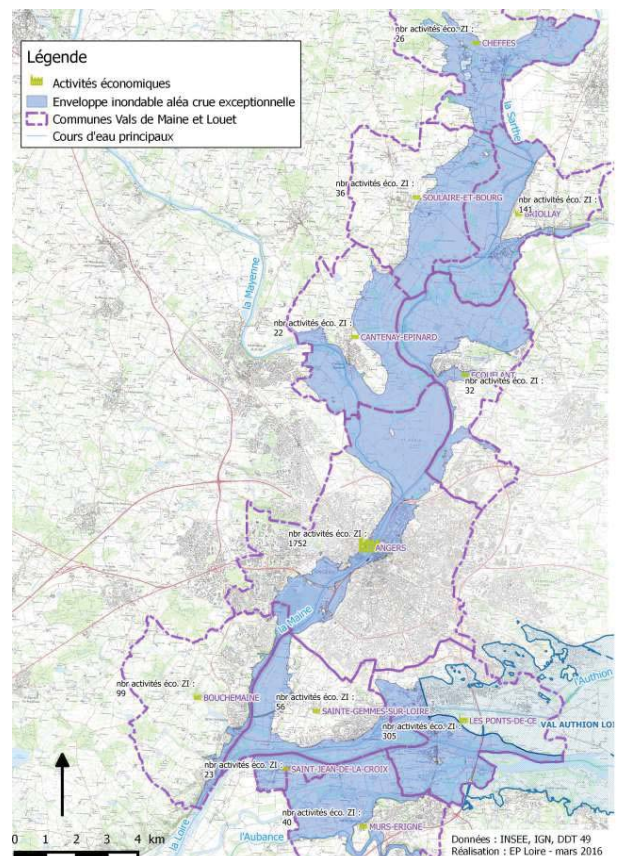 Légende
Activités économiques
Enveloppe inondable aléa crue exceptionnelle
Communes Vals de Maine et Louet
Cours d'eau principaux
nbr activités éco. ZI :
26
CHEFFES
la Sarthe
nbr activités éco. ZI :
36
SOULAIRE-ET-BOURG
nbr activités éco. ZI :
141
BRIOLLAY
la Mayenne
nbr activités éco. ZI :
22
CANTENAY-EPINARD
ECOUFLANT
nbr activités éco. ZI :
32
nbr activités éco. ZI :
1752
ANGERS
la Maine
nbr activités éco. ZI :
99
BOUCHEMAINE
nbr activités éco. ZI :
56
SAINTE-GEMMES-SUR-LOIRE
l'Authion
LES PONTS-DE-CE
VAL AUTHION LOI
nbr activités éco. ZI :
305
nbr activités éco. ZI :
23
SAINT-JEAN-DE-LA-CROIX
nbr activités éco. ZI :
40
MURS-ERIGNE
la Loire
l'Aubance
0 1 2 3 4 km
Données : INSEE, IGN, DDT 49
Réalisation : EP Loire - mars 2016